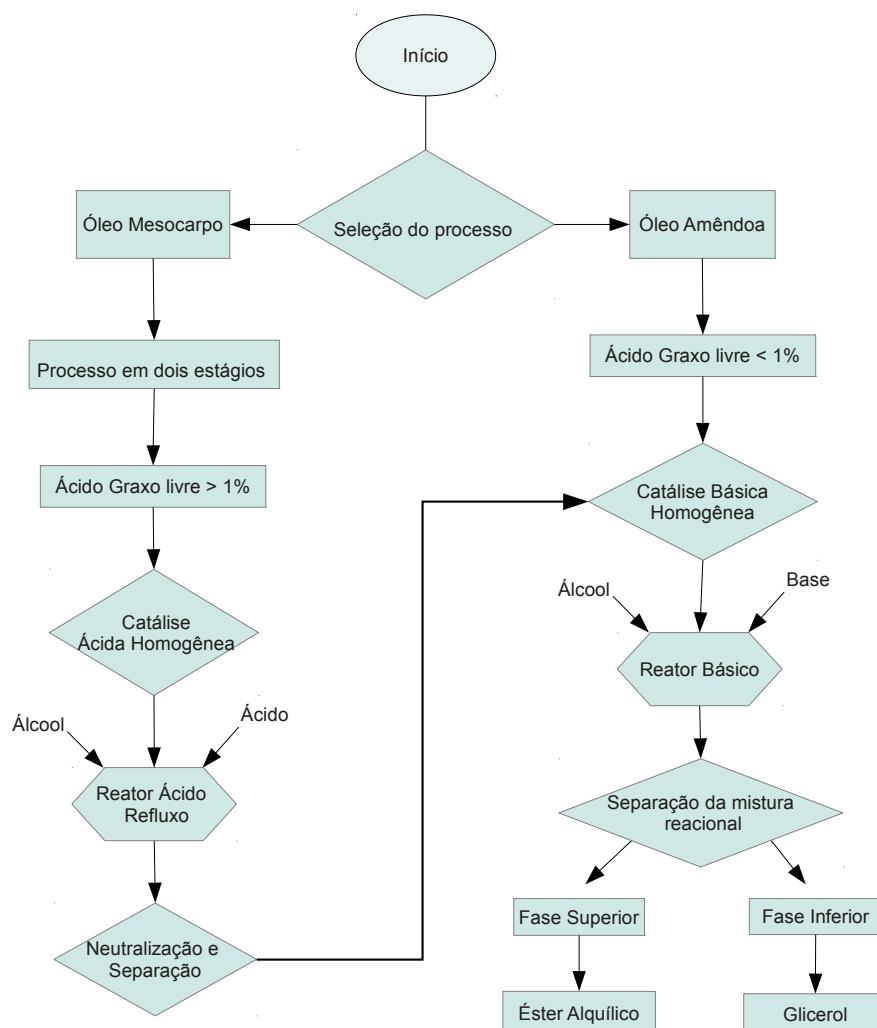 Início
Seleção do processo
Óleo Mesocarpo
Óleo Amêndoa
Processo em dois estágios
Ácido Graxo livre < 1%
Ácido Graxo livre > 1%
Catálise Básica
Homogênea
Catálise
Ácida Homogênea
Álcool
Base
Reator Básico
Álcool
Ácido
Reator Ácido
Refluxo
Separação da mistura
reacional
Neutralização e
Separação
Fase Superior
Fase Inferior
Éster Alquílico
Glicerol